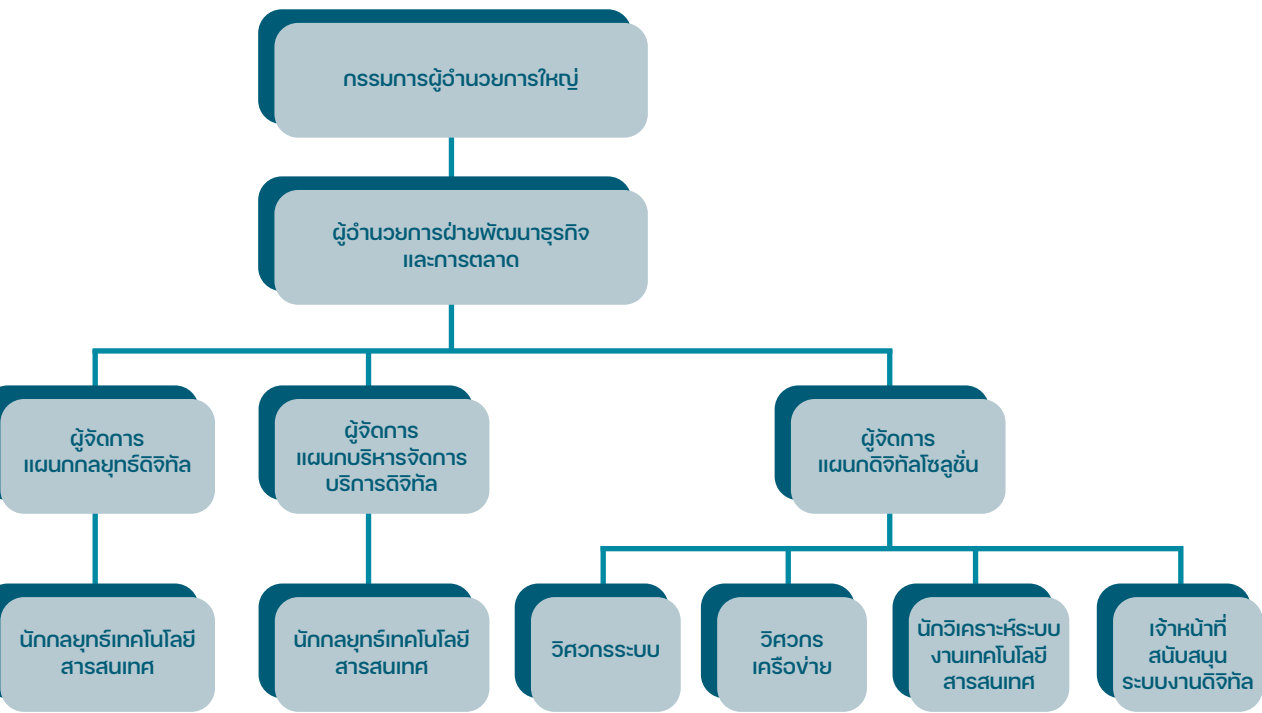 กรรมการผู้อำนวยการใหญ่
ผู้อำนวยการฝ่ายพัฒนาธุรกิจ
และการตลาด
ผู้จัดการ
แผนกกลยุทธ์ดิจิทัล
ผู้จัดการ
แผนกบริหารจัดการ
บริการดิจิทัล
ผู้จัดการ
แผนกดิจิทัลโซลูชั่น
นักกลยุทธ์เทคโนโลยี
สารสนเทศ
นักกลยุทธ์เทคโนโลยี
สารสนเทศ
วิศวกรระบบ
วิศวกร
เครือข่าย
นักวิเคราะห์ระบบ
งานเทคโนโลยี
สารสนเทศ
เจ้าหน้าที่
สนับสนุน
ระบบงานดิจิทัล